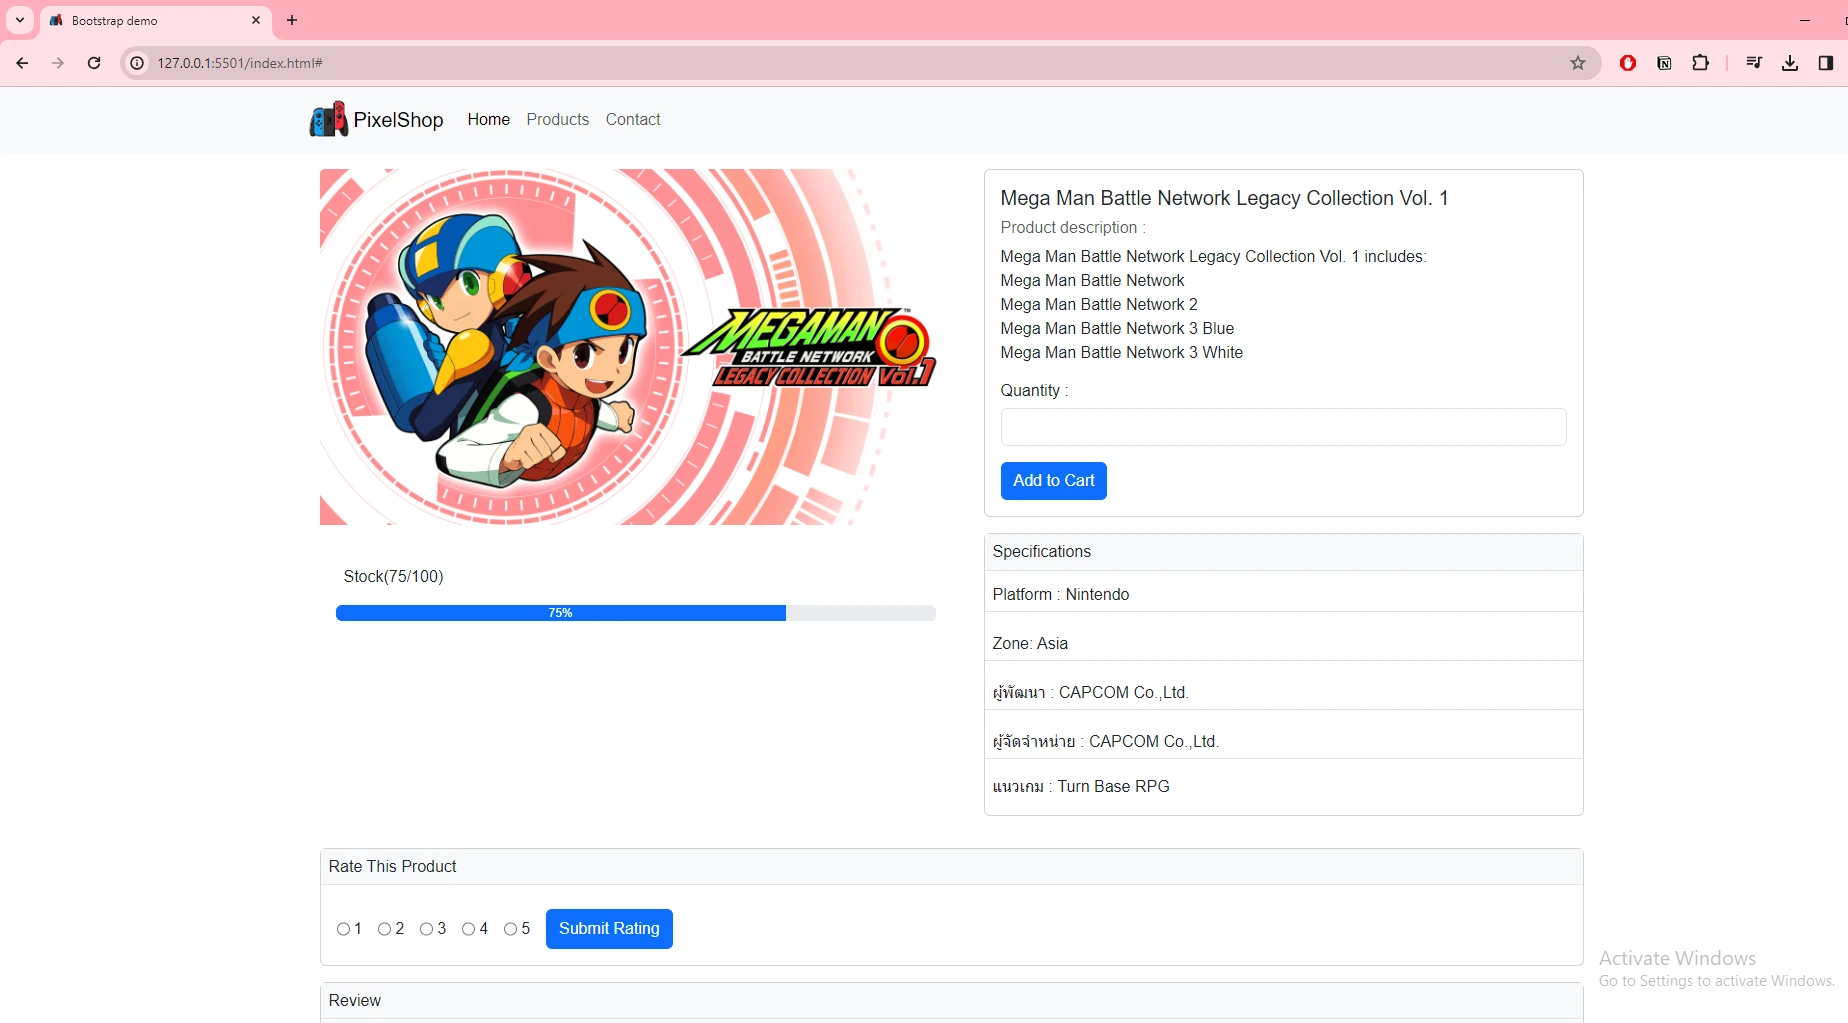 Bootstrap demo
127.0.0.1:5501/index.html#
PixelShop Home Products Contact
MEGAMAN™
BATTLE NETWORK
LEGACY COLLECTION Vol.1
Stock(75/100)
75%
Mega Man Battle Network Legacy Collection Vol. 1
Product description :
Mega Man Battle Network Legacy Collection Vol. 1 includes:
Mega Man Battle Network
Mega Man Battle Network 2
Mega Man Battle Network 3 Blue
Mega Man Battle Network 3 White
Quantity :
Add to Cart
Specifications
Platform : Nintendo
Zone: Asia
ผู้พัฒนา : CAPCOM Co.,Ltd.
ผู้จัดจำหน่าย : CAPCOM Co.,Ltd.
แนวเกม : Turn Base RPG
Rate This Product
1 2 3 4 5 Submit Rating
Review
Activate Windows
Go to Settings to activate Windows.